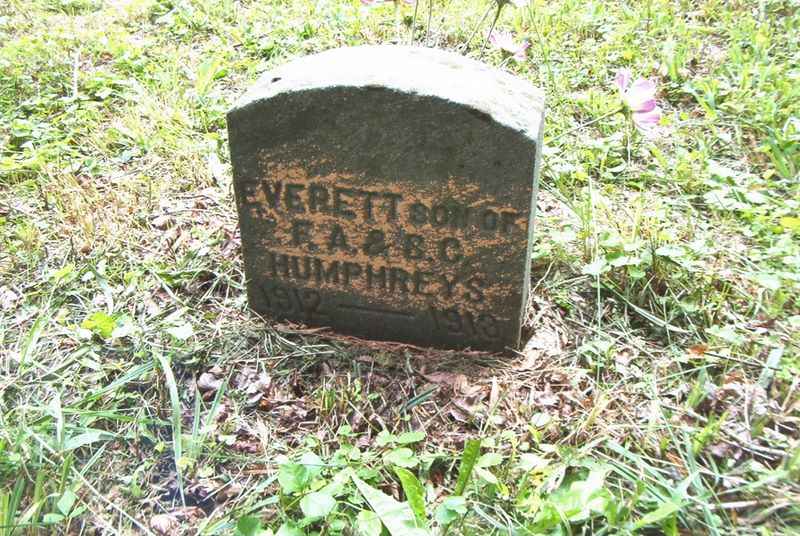 EVERETT, SON OF
F. A. & S. C.
HUMPHREYS
1912 — 1913